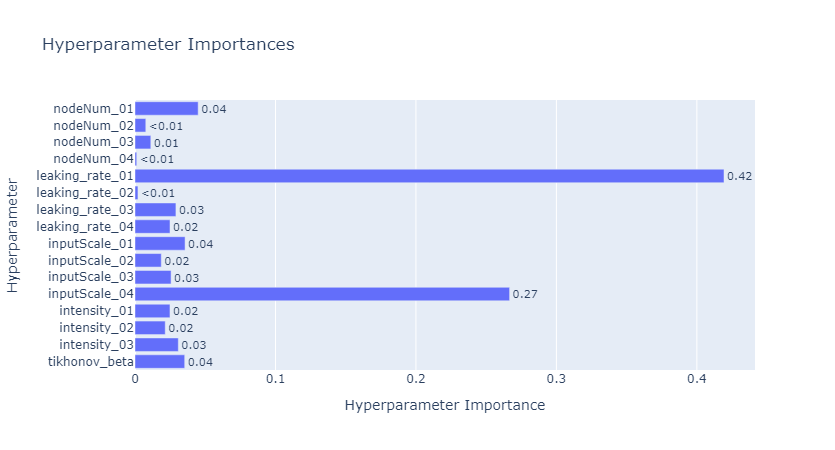 Hyperparameter Importances
Hyperparameter
nodeNum_01 0.04
nodeNum_02 <0.01
nodeNum_03 0.01
nodeNum_04 <0.01
leaking_rate_01 0.42
leaking_rate_02 <0.01
leaking_rate_03 0.03
leaking_rate_04 0.02
inputScale_01 0.04
inputScale_02 0.02
inputScale_03 0.03
inputScale_04 0.27
intensity_01 0.02
intensity_02 0.02
intensity_03 0.03
tikhonov_beta 0.04
0 0.1 0.2 0.3 0.4
Hyperparameter Importance